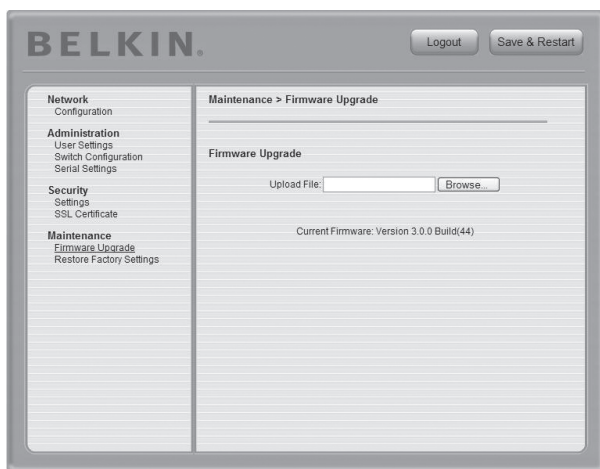 BELKIN.
Logout
Save & Restart
Network
Configuration
Administration
User Settings
Switch Configuration
Serial Settings
Security
Settings
SSL Certificate
Maintenance
Firmware Upgrade
Restore Factory Settings
Maintenance > Firmware Upgrade
Firmware Upgrade
Upload File:
Browse...
Current Firmware: Version 3.0.0 Build(44)